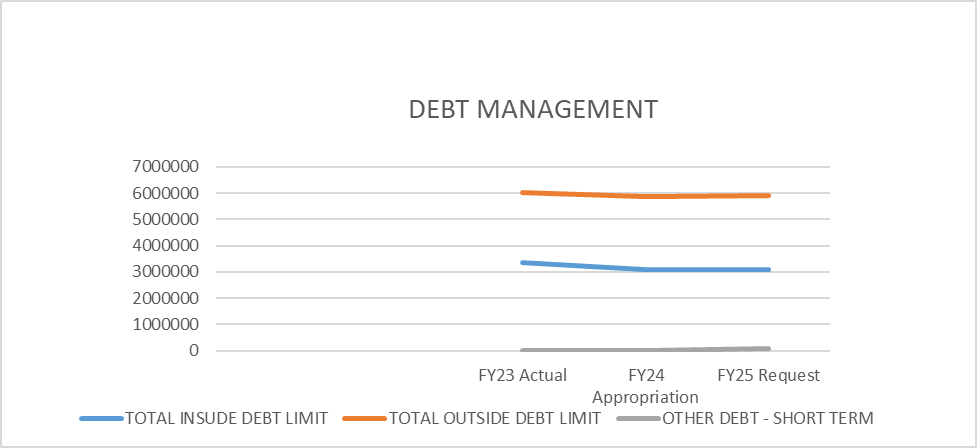 DEBT MANAGEMENT
7000000
6000000
5000000
4000000
3000000
2000000
1000000
0
FY23 Actual
FY24
Appropriation
FY25 Request
TOTAL INSUDE DEBT LIMIT
TOTAL OUTSIDE DEBT LIMIT
OTHER DEBT - SHORT TERM